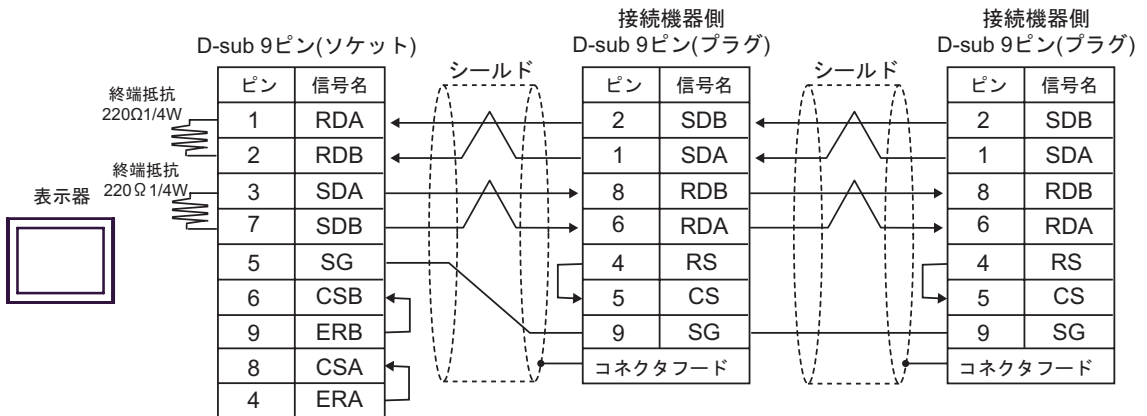 接続機器側
接続機器側
D-sub 9ピン(ソケット)
D-sub 9ピン(プラグ)
D-sub 9ピン(プラグ)
シールド
シールド
終端抵抗
220Ω1/4W
終端抵抗
220Ω1/4W
表示器
ピン 信号名
1 RDA
2 RDB
3 SDA
7 SDB
5 SG
6 CSB
9 ERB
8 CSA
4 ERA
ピン 信号名
2 SDB
1 SDA
8 RDB
6 RDA
4 RS
5 CS
9 SG
コネクタフード
ピン 信号名
2 SDB
1 SDA
8 RDB
6 RDA
4 RS
5 CS
9 SG
コネクタフード